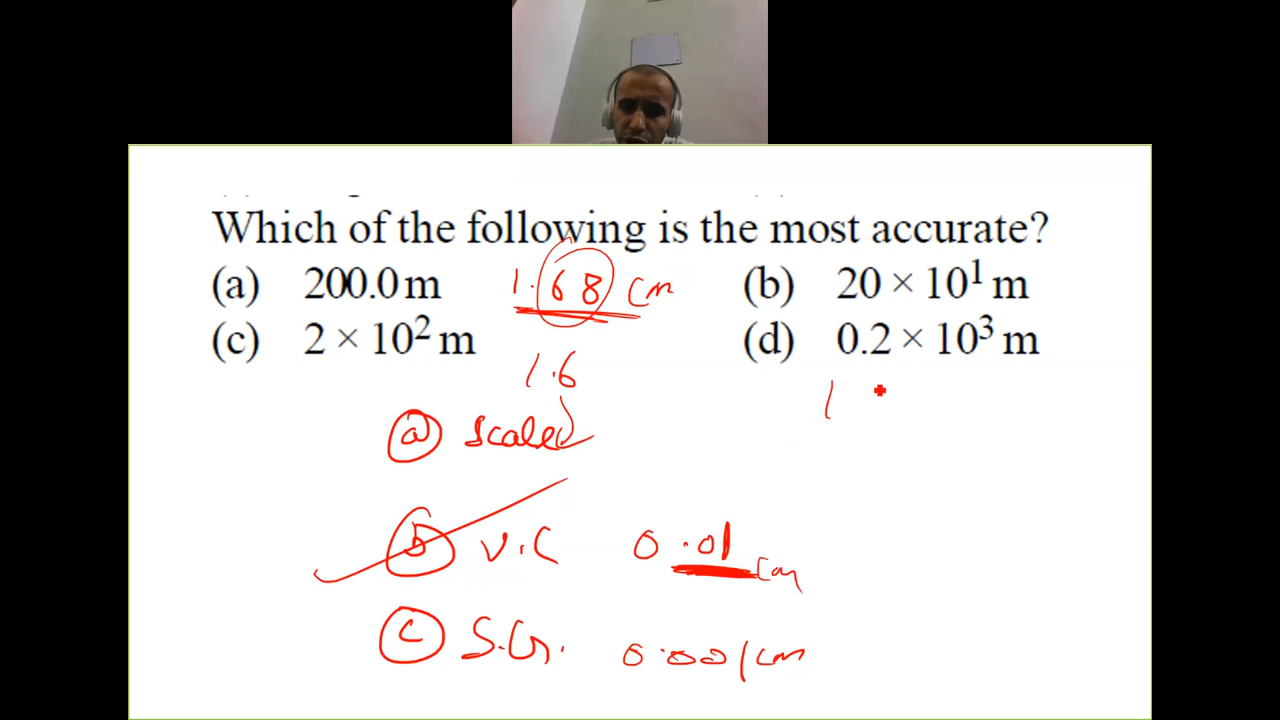 Which of the following is the most accurate?
(a) 200.0 m
(b) 20 × 10¹ m
(c) 2 × 10² m
(d) 0.2 × 10³ m
1.68 cm
1.6
1
(a) scale
(b) V.C 0.01 cm
(c) S.G. 0.001 cm